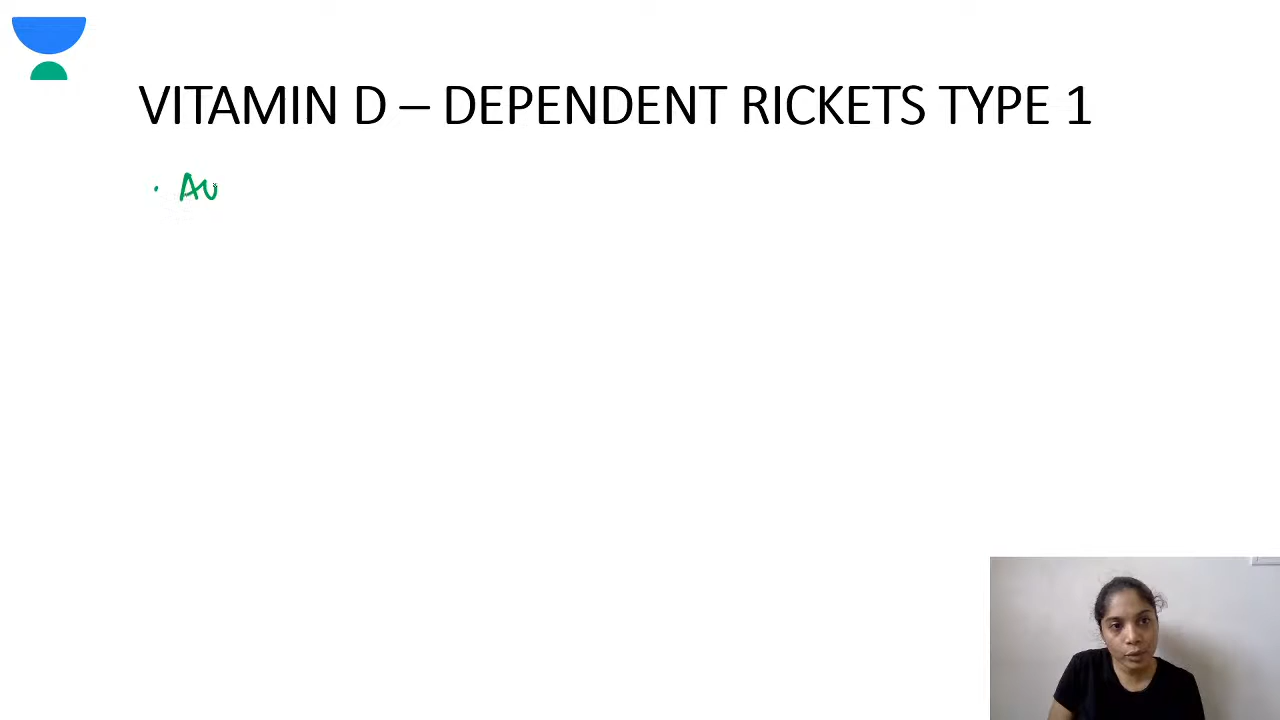 VITAMIN D – DEPENDENT RICKETS TYPE 1
• Au